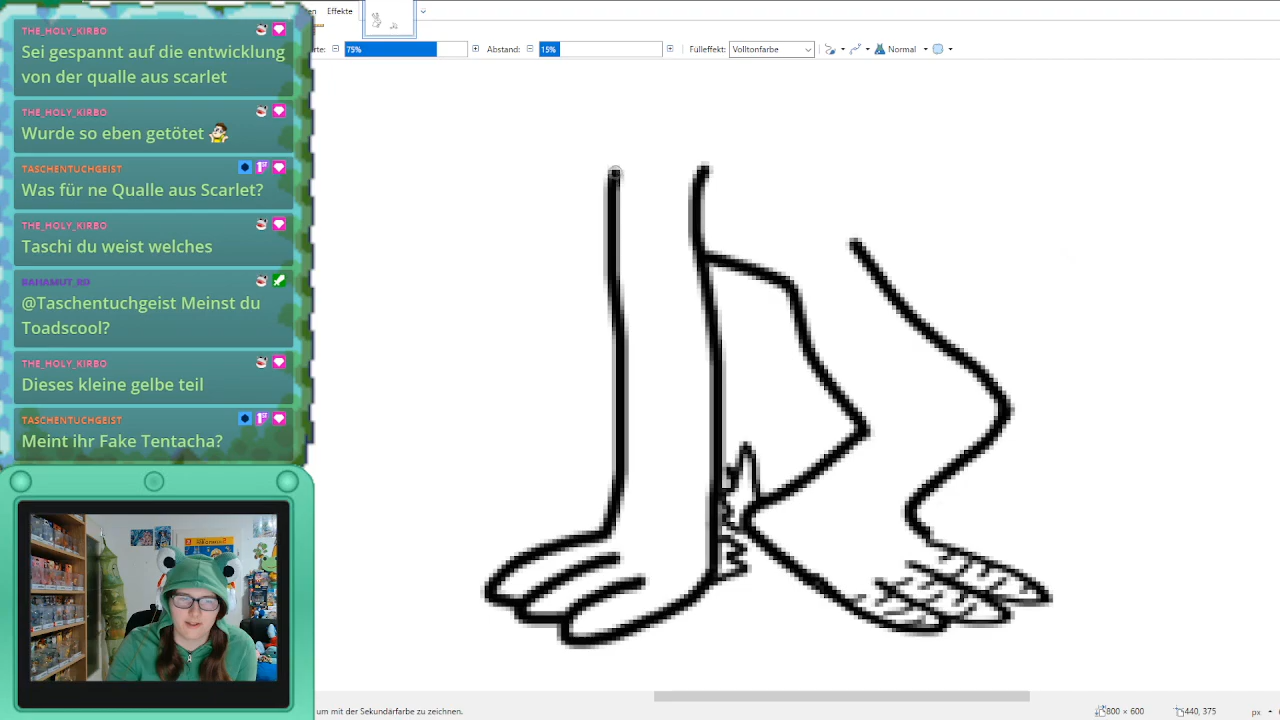 Effekte
75%
Abstand:
15%
Fülleffekt:
Volltonfarbe
Normal
THE_HOLY_KIRBO
Sei gespannt auf die entwicklung
von der qualle aus scarlet
THE_HOLY_KIRBO
Wurde so eben getötet
TASCHENTUCHGEIST
Was für ne Qualle aus Scarlet?
THE_HOLY_KIRBO
Taschi du weist welches
BAHAMUT_RD
@Taschentuchgeist Meinst du
Toadscool?
THE_HOLY_KIRBO
Dieses kleine gelbe teil
TASCHENTUCHGEIST
Meint ihr Fake Tentacha?
um mit der Sekundärfarbe zu zeichnen.
800 × 600
440, 375
px